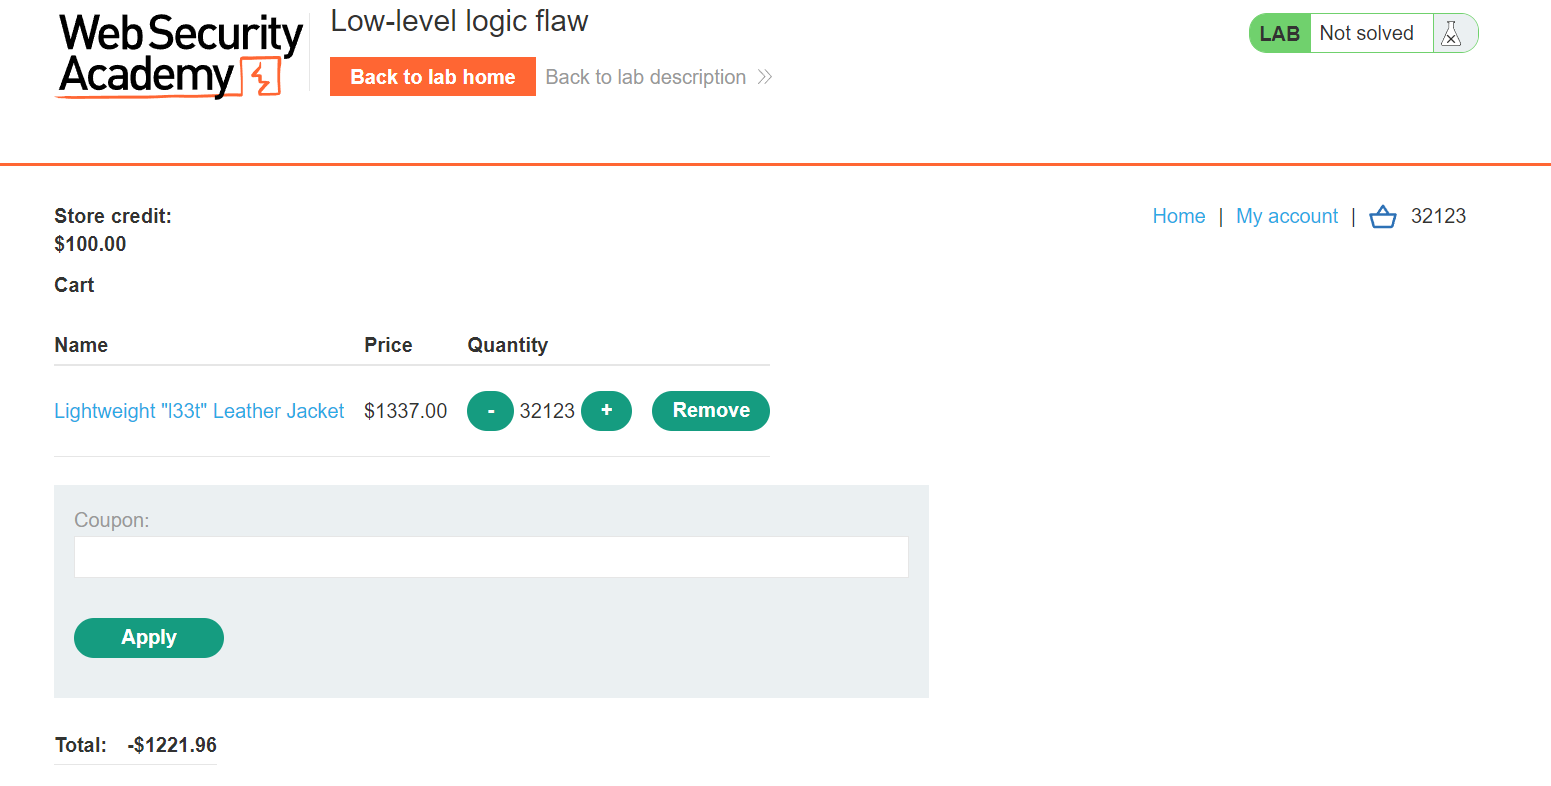 Web Security
Academy
Low-level logic flaw
Back to lab home
Back to lab description
LAB Not solved
Store credit:
$100.00
Home | My account | 32123
Cart
Name Price Quantity
Lightweight "l33t" Leather Jacket $1337.00 - 32123 + Remove
Coupon:
Apply
Total: -$1221.96